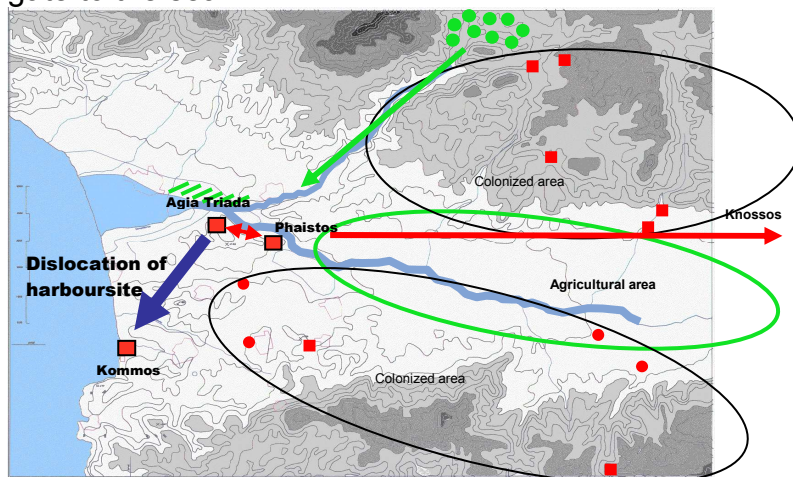 Colonized area
Agia Triada
Phaistos
Knossos
Dislocation of
harboursite
Agricultural area
Kommos
Colonized area